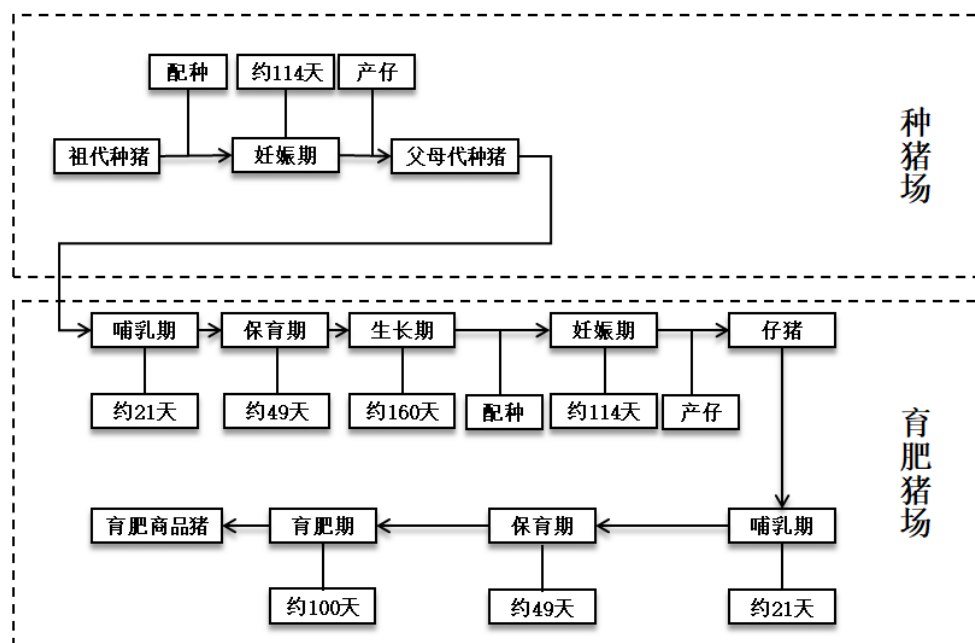 配种
约114天
产仔
祖代种猪
妊娠期
父母代种猪
种猪场
哺乳期
保育期
生长期
妊娠期
仔猪
约21天
约49天
约160天
配种
约114天
产仔
育肥猪场
育肥商品猪
育肥期
保育期
哺乳期
约100天
约49天
约21天